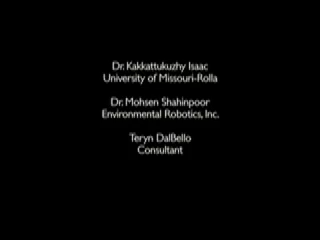 Dr. Kakkattukuzhy Isaac
University of Missouri-Rolla
Dr. Mohsen Shahinpoor
Environmental Robotics, Inc.
Teryn DalBello
Consultant